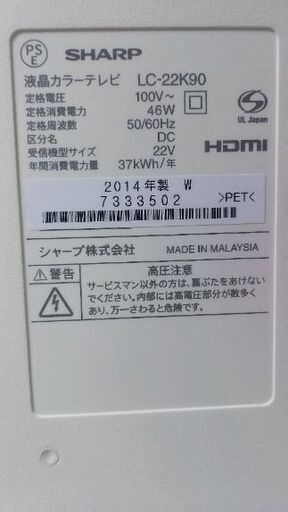 PS
E
SHARP
液晶カラーテレビ LC-22K90
定格電圧 100V～
定格消費電力 46W
定格周波数 50/60Hz
区分名 DC
受信機型サイズ 22V
年間消費電力量 37kWh/年
S
UL Japan
HDMI
2014年製 W
7333502
>PET<
シャープ株式会社 MADE IN MALAYSIA
⚠警告 高圧注意
サービスマン以外の方は、裏ぶたをあけない
でください。内部には高電圧部分が数多く
あり、万一さわると危険です。